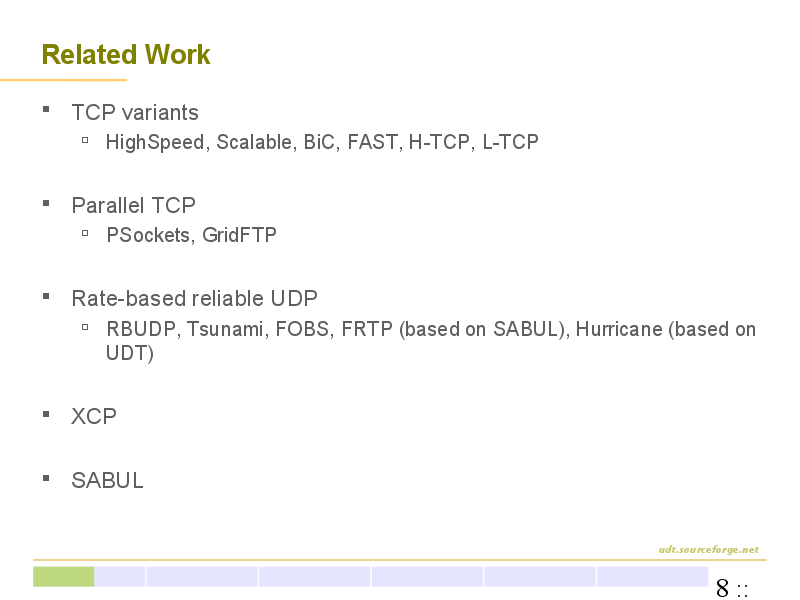 Related Work
▪ TCP variants
▫ HighSpeed, Scalable, BiC, FAST, H-TCP, L-TCP
▪ Parallel TCP
▫ PSockets, GridFTP
▪ Rate-based reliable UDP
▫ RBUDP, Tsunami, FOBS, FRTP (based on SABUL), Hurricane (based on
UDT)
▪ XCP
▪ SABUL
udt.sourceforge.net
8 ::